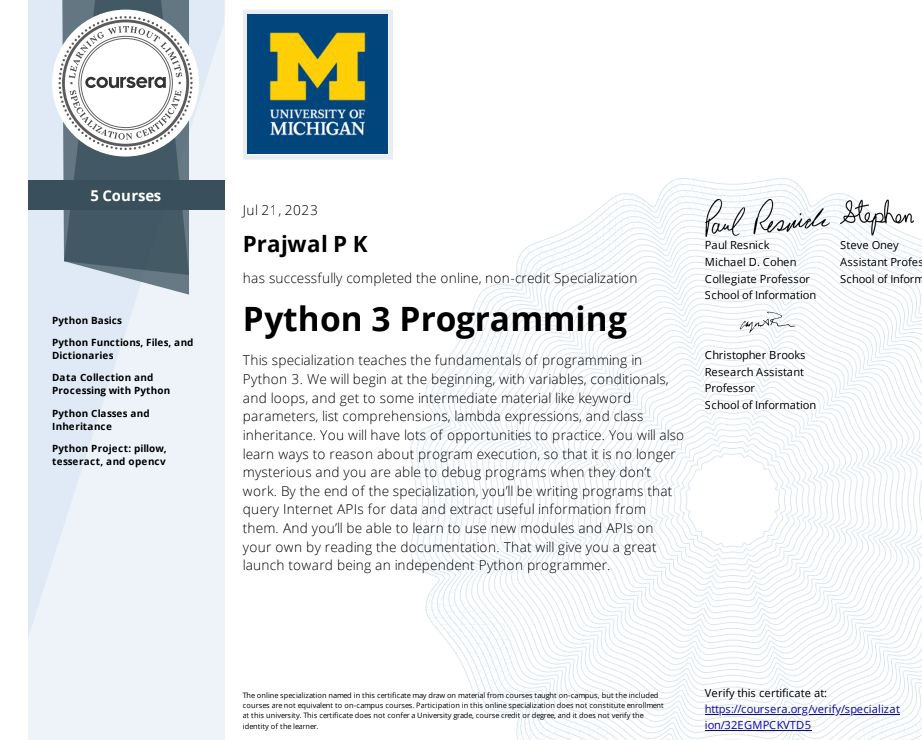 LEARNING WITHOUT LIMITS
coursera
SPECIALIZATION CERTIFICATE
UNIVERSITY OF
MICHIGAN
5 Courses
Python Basics
Python Functions, Files, and
Dictionaries
Data Collection and
Processing with Python
Python Classes and
Inheritance
Python Project: pillow,
tesseract, and opencv
Jul 21, 2023
Prajwal P K
has successfully completed the online, non-credit Specialization
Python 3 Programming
This specialization teaches the fundamentals of programming in
Python 3. We will begin at the beginning, with variables, conditionals,
and loops, and get to some intermediate material like keyword
parameters, list comprehensions, lambda expressions, and class
inheritance. You will have lots of opportunities to practice. You will also
learn ways to reason about program execution, so that it is no longer
mysterious and you are able to debug programs when they don’t
work. By the end of the specialization, you’ll be writing programs that
query Internet APIs for data and extract useful information from
them. And you’ll be able to learn to use new modules and APIs on
your own by reading the documentation. That will give you a great
launch toward being an independent Python programmer.
The online specialization named in this certificate may draw on material from courses taught on-campus, but the included
courses are not equivalent to on-campus courses. Participation in this online specialization does not constitute enrollment
at this university. This certificate does not confer a University grade, course credit or degree, and it does not verify the
identity of the learner.
Paul Resnick
Paul Resnick
Michael D. Cohen
Collegiate Professor
School of Information
Stephen
Steve Oney
Assistant Profes
School of Inform
Christopher Brooks
Research Assistant
Professor
School of Information
Verify this certificate at:
https://coursera.org/verify/specializat
ion/32EGMPCKVTD5